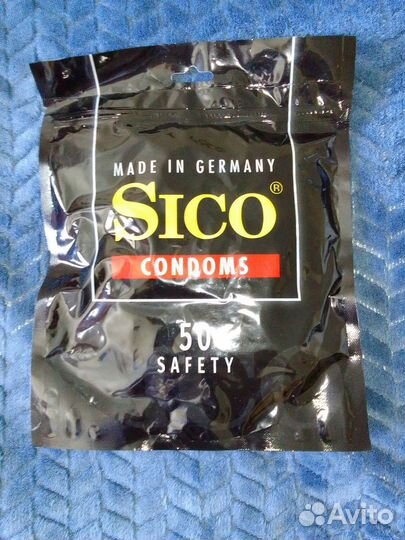 MADE IN GERMANY
SICO®
CONDOMS
50
SAFETY
Avito